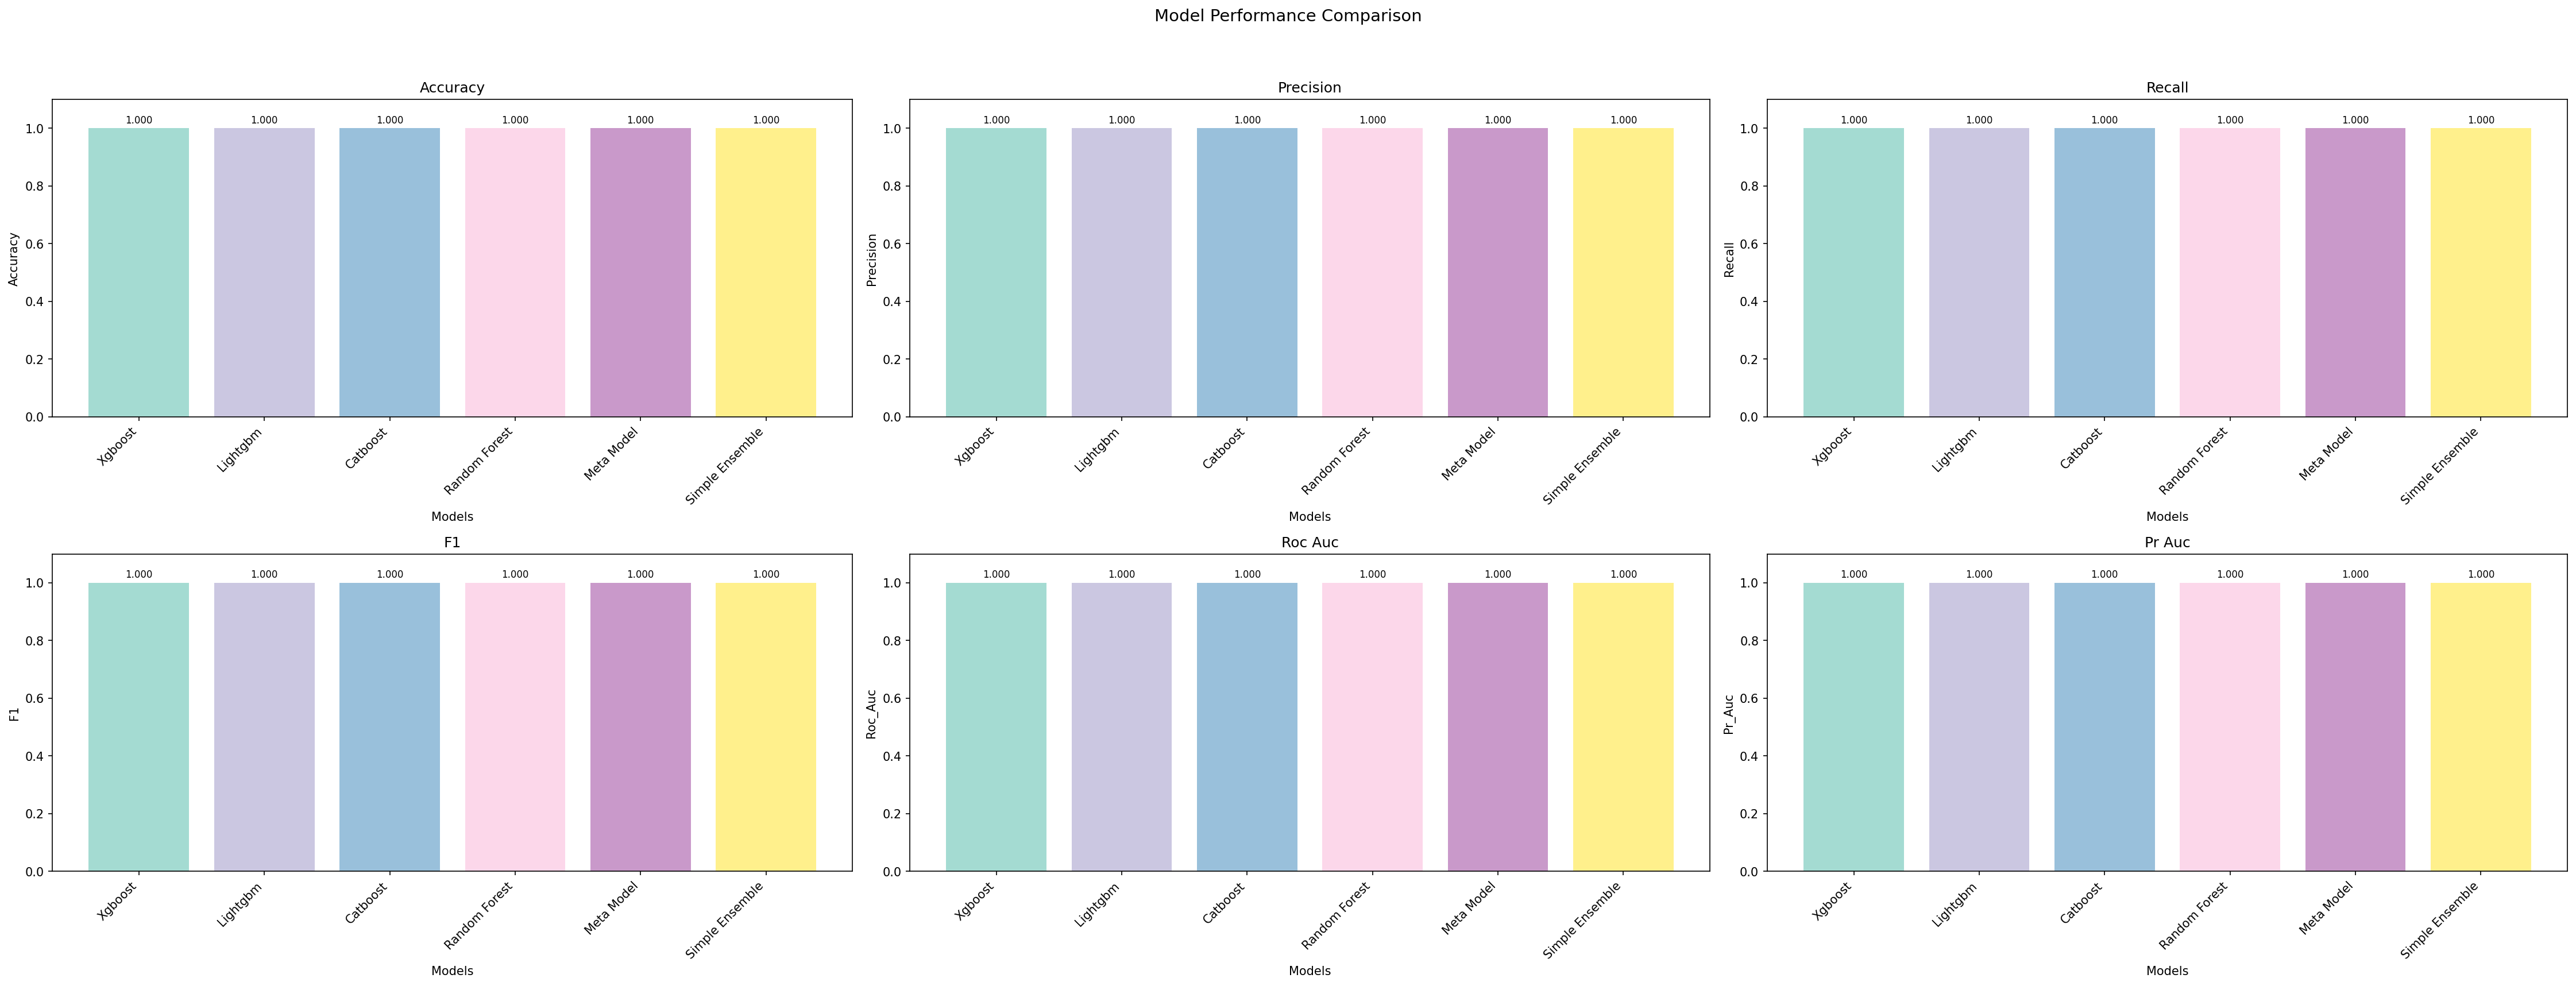 Model Performance Comparison
Accuracy
Accuracy
1.0
0.8
0.6
0.4
0.2
0.0
1.000 1.000 1.000 1.000 1.000 1.000
Xgboost Lightgbm Catboost Random Forest Meta Model Simple Ensemble
Models
Precision
Precision
1.0
0.8
0.6
0.4
0.2
0.0
1.000 1.000 1.000 1.000 1.000 1.000
Xgboost Lightgbm Catboost Random Forest Meta Model Simple Ensemble
Models
Recall
Recall
1.0
0.8
0.6
0.4
0.2
0.0
1.000 1.000 1.000 1.000 1.000 1.000
Xgboost Lightgbm Catboost Random Forest Meta Model Simple Ensemble
Models
F1
F1
1.0
0.8
0.6
0.4
0.2
0.0
1.000 1.000 1.000 1.000 1.000 1.000
Xgboost Lightgbm Catboost Random Forest Meta Model Simple Ensemble
Models
Roc Auc
Roc_Auc
1.0
0.8
0.6
0.4
0.2
0.0
1.000 1.000 1.000 1.000 1.000 1.000
Xgboost Lightgbm Catboost Random Forest Meta Model Simple Ensemble
Models
Pr Auc
Pr_Auc
1.0
0.8
0.6
0.4
0.2
0.0
1.000 1.000 1.000 1.000 1.000 1.000
Xgboost Lightgbm Catboost Random Forest Meta Model Simple Ensemble
Models